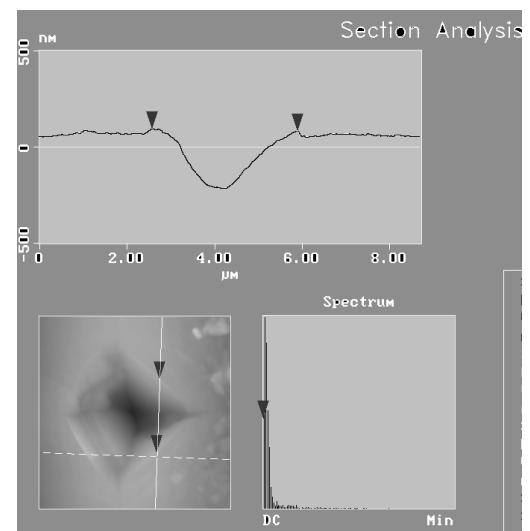 Section Analysis
nM
500
0
-500
0 2.00 4.00 6.00 8.00
µM
Spectrum
DC Min